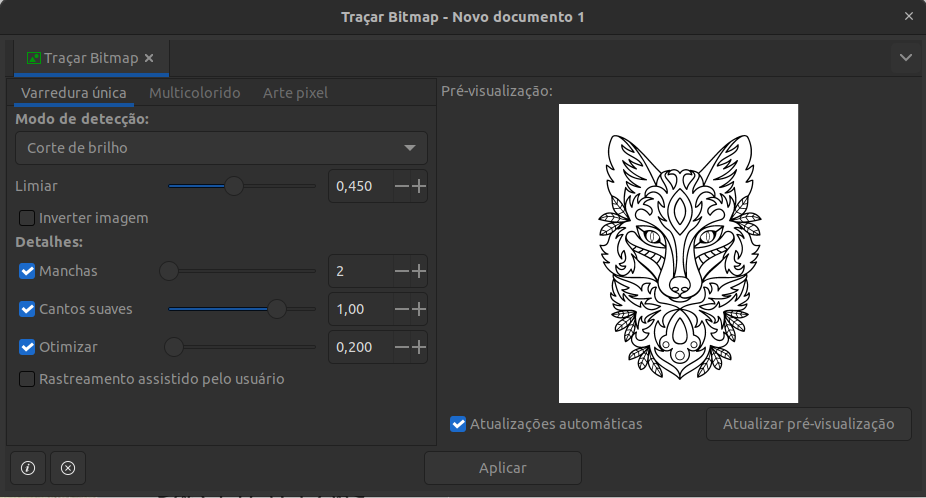 Traçar Bitmap - Novo documento 1
Traçar Bitmap
Varredura única Multicolorido Arte pixel
Modo de detecção:
Corte de brilho
Limiar 0,450
Inverter imagem
Detalhes:
Manchas 2
Cantos suaves 1,00
Otimizar 0,200
Rastreamento assistido pelo usuário
Pré-visualização:
Atualizações automáticas Atualizar pré-visualização
Aplicar